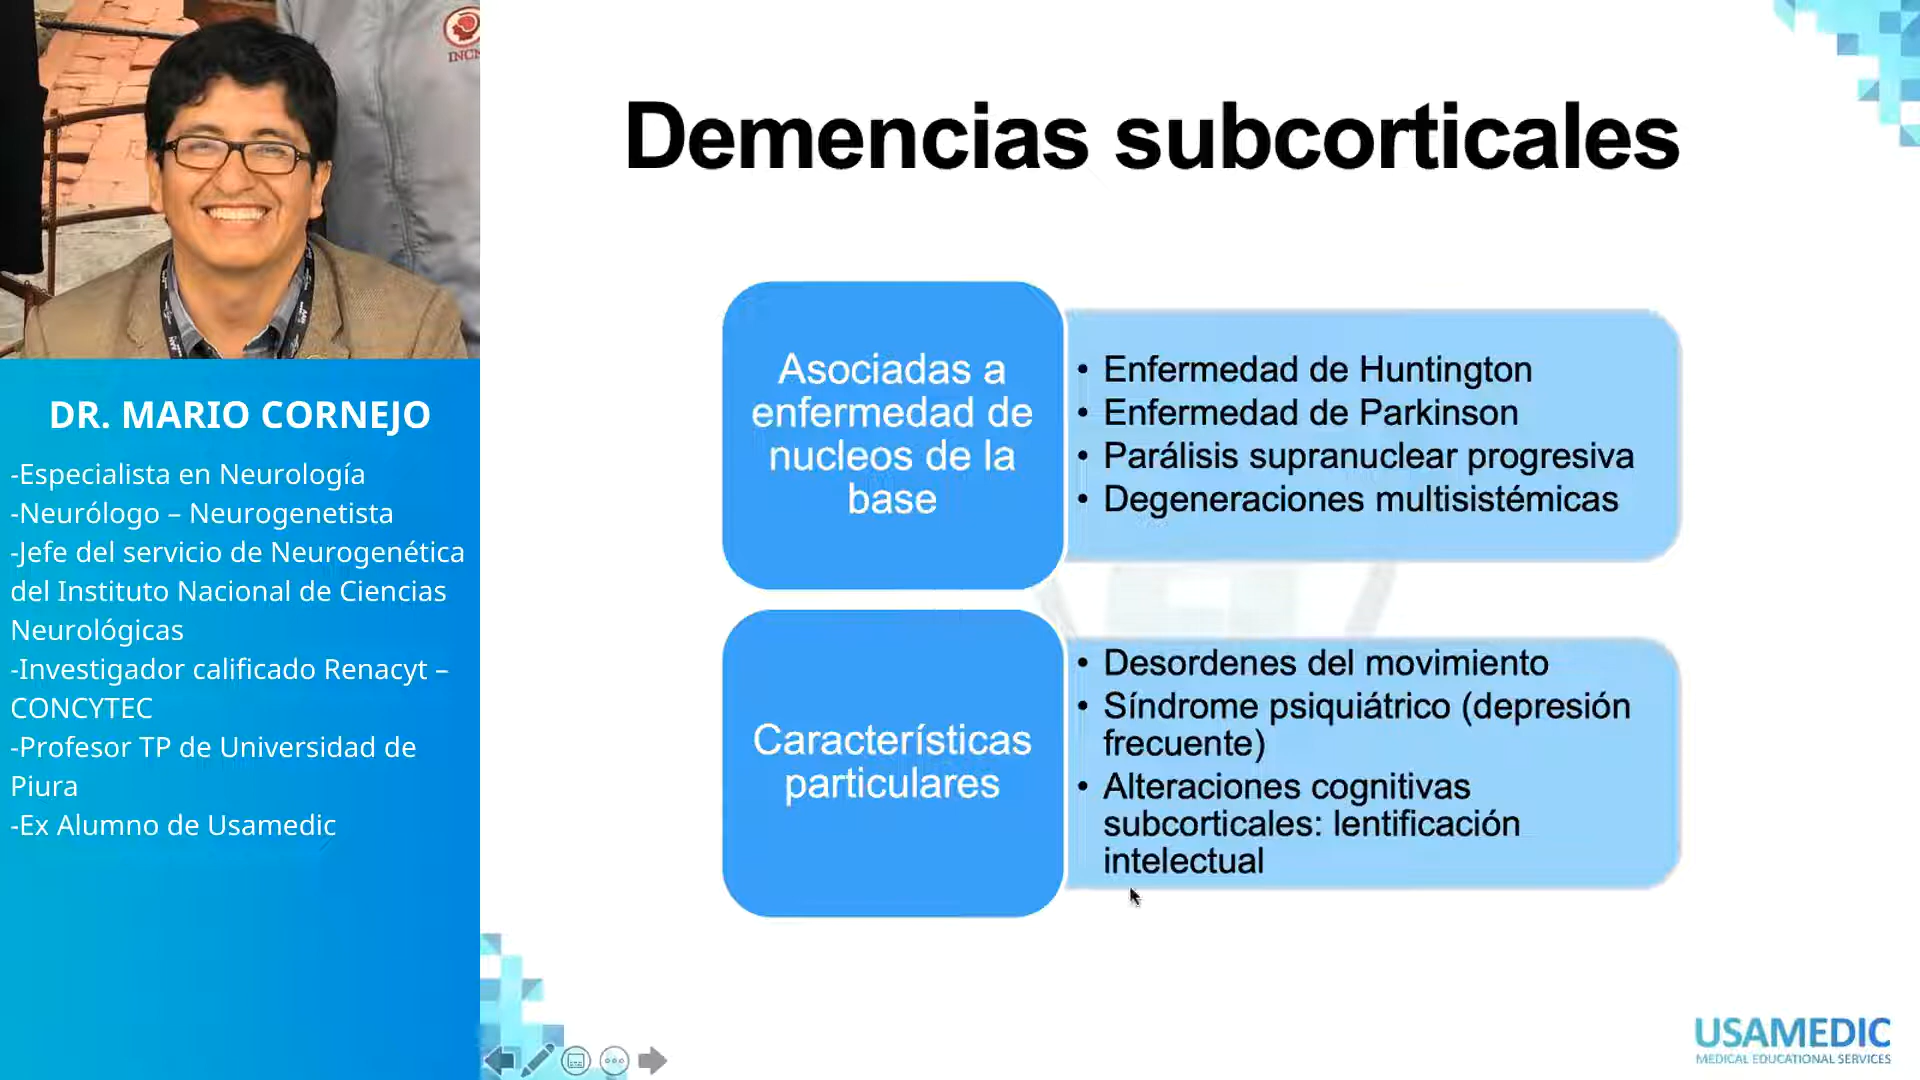 DR. MARIO CORNEJO
-Especialista en Neurología
-Neurólogo – Neurogenetista
-Jefe del servicio de Neurogenética
del Instituto Nacional de Ciencias
Neurológicas
-Investigador calificado Renacyt –
CONCYTEC
-Profesor TP de Universidad de
Piura
-Ex Alumno de Usamedic
Demencias subcorticales
Asociadas a
enfermedad de
nucleos de la
base
• Enfermedad de Huntington
• Enfermedad de Parkinson
• Parálisis supranuclear progresiva
• Degeneraciones multisistémicas
Características
particulares
• Desordenes del movimiento
• Síndrome psiquiátrico (depresión
frecuente)
• Alteraciones cognitivas
subcorticales: lentificación
intelectual
USAMEDIC
MEDICAL EDUCATIONAL SERVICES